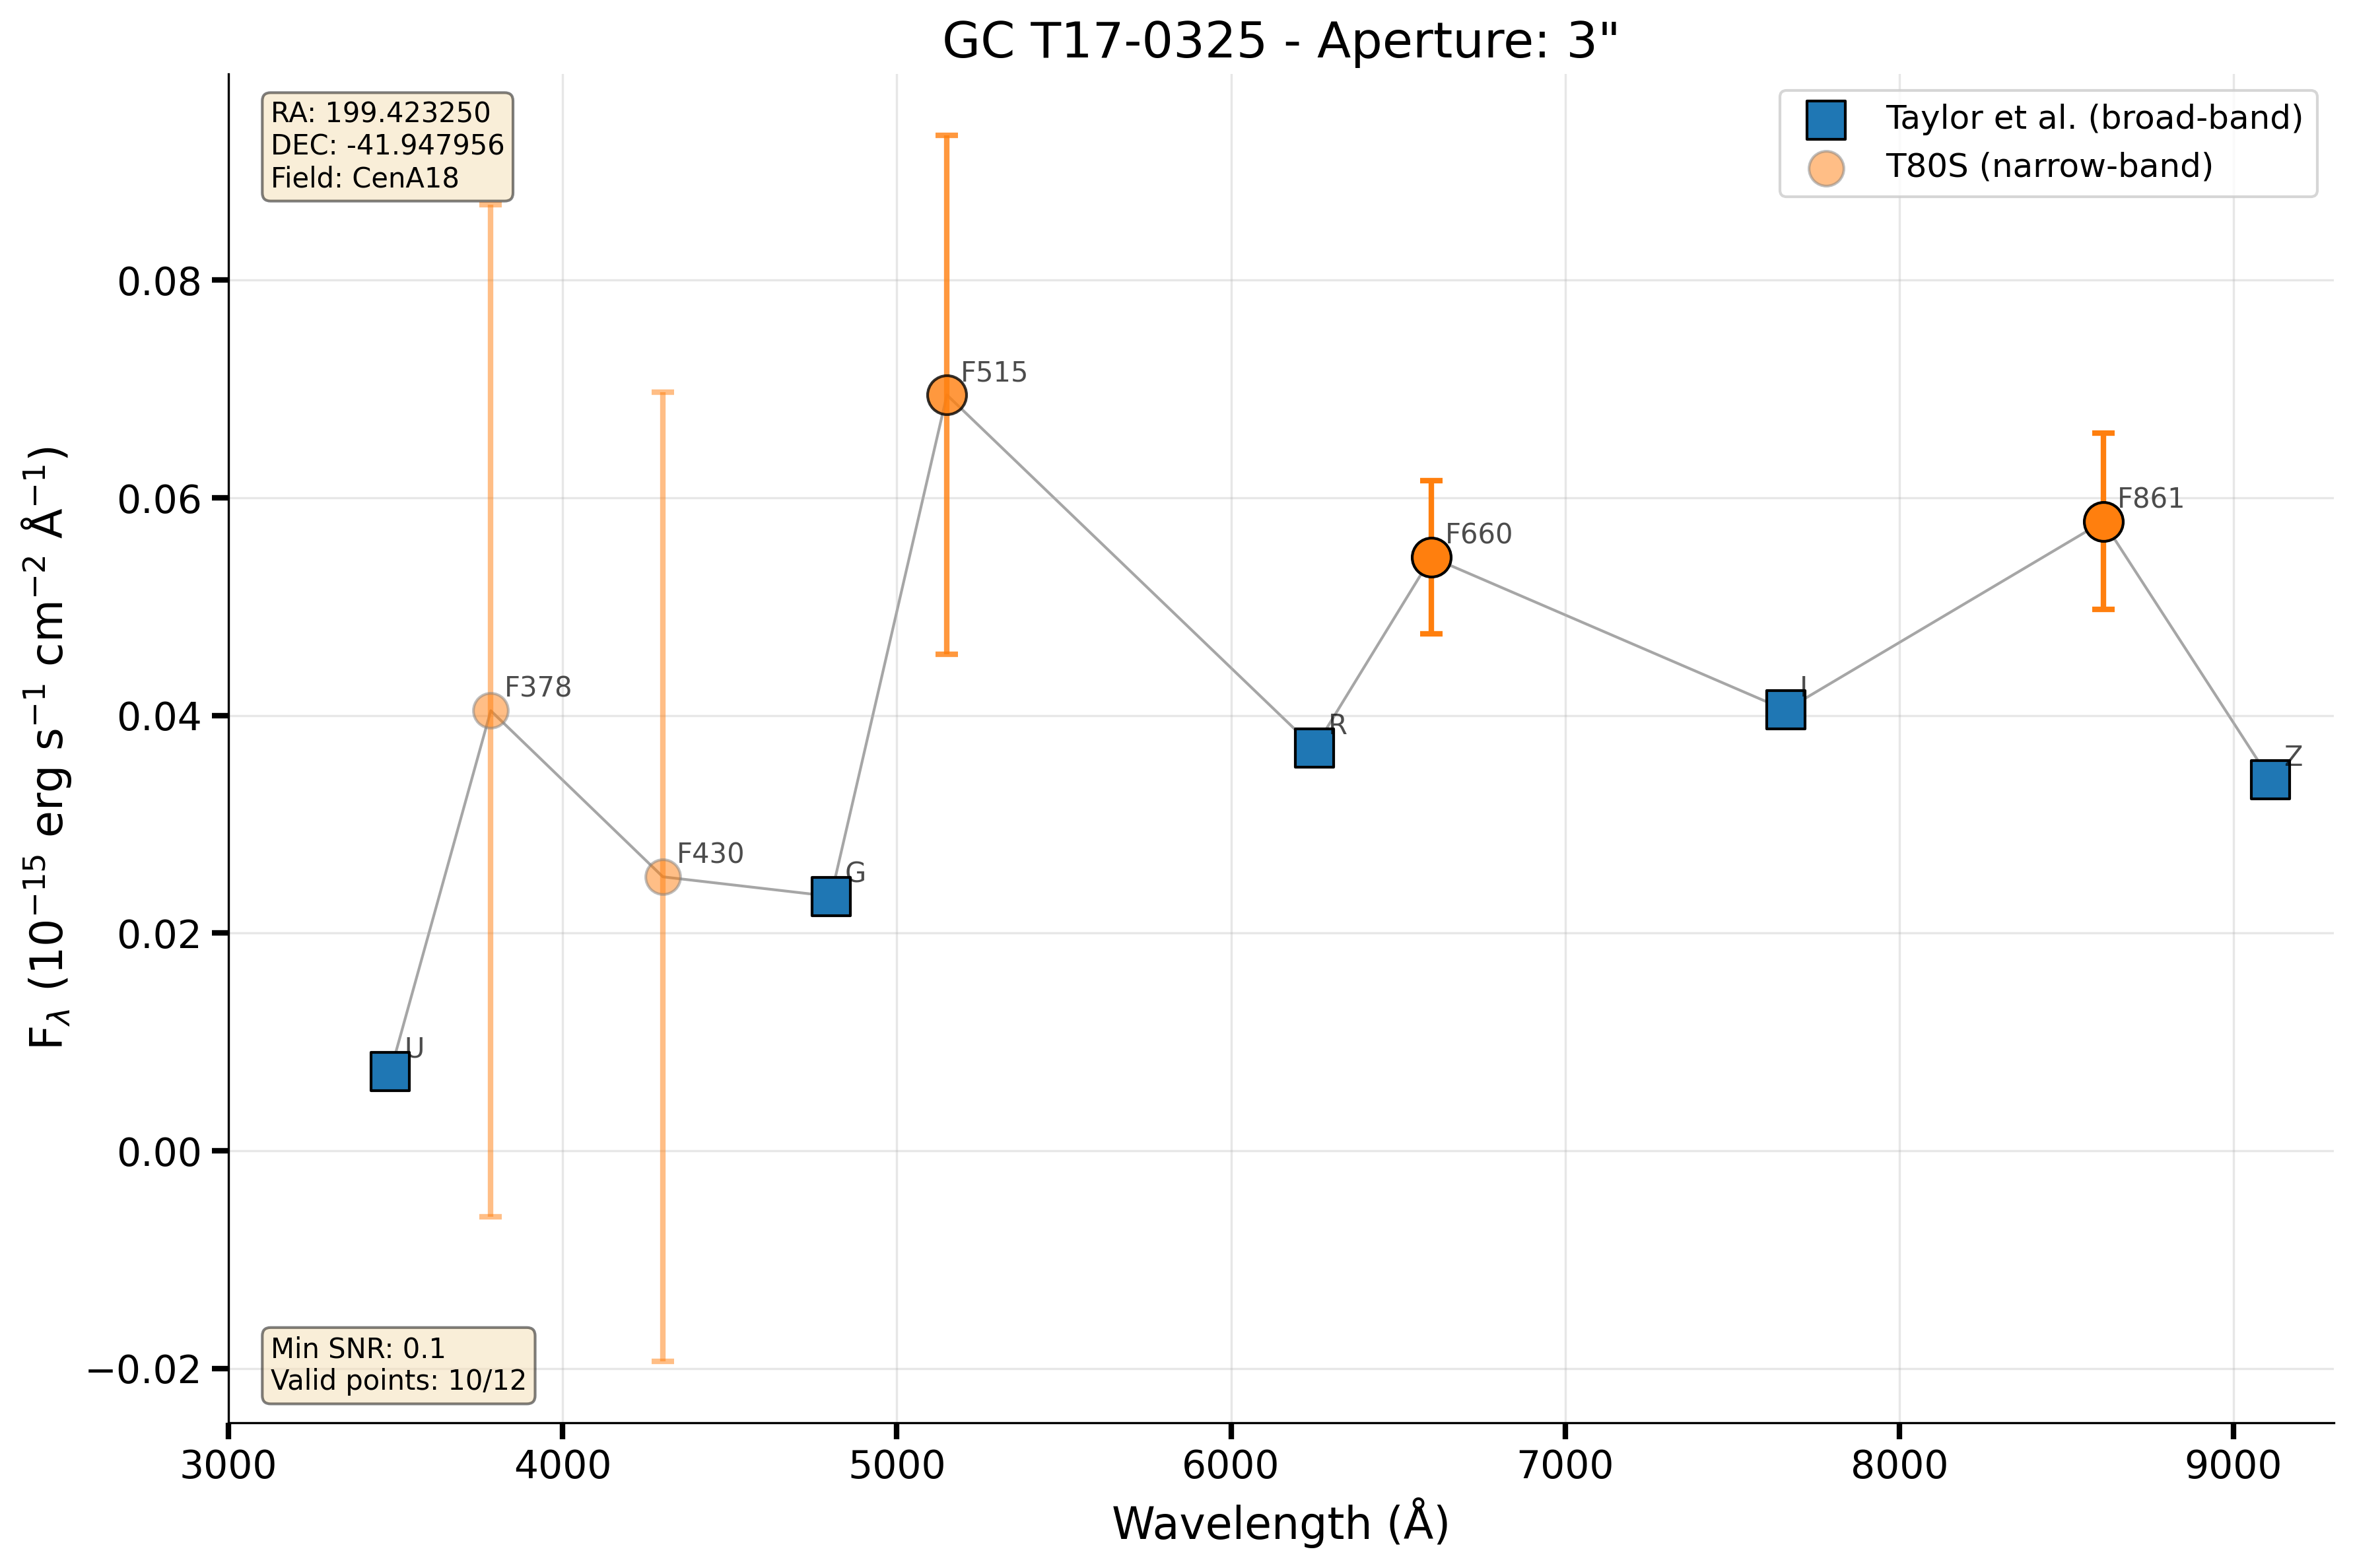 GC T17-0325 - Aperture: 3"
RA: 199.423250
DEC: -41.947956
Field: CenA18
Taylor et al. (broad-band)
T80S (narrow-band)
F515
F861
F660
F378
I
R
Z
F430
G
U
Min SNR: 0.1
Valid points: 10/12
0.08
0.06
0.04
0.02
0.00
−0.02
3000 4000 5000 6000 7000 8000 9000
Wavelength (Å)
Fλ (10⁻¹⁵ erg s⁻¹ cm⁻² Å⁻¹)